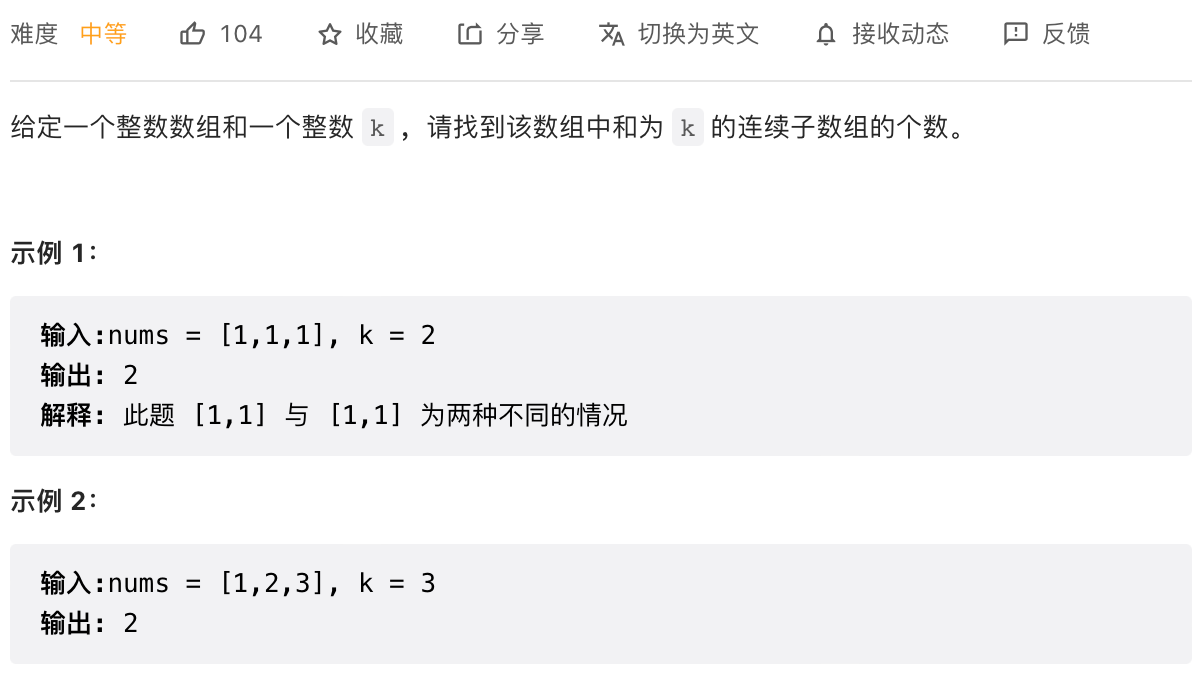 难度 中等 104 收藏 分享 切换为英文 接收动态 反馈
给定一个整数数组和一个整数 k ，请找到该数组中和为 k 的连续子数组的个数。
示例 1：
输入:nums = [1,1,1], k = 2
输出: 2
解释: 此题 [1,1] 与 [1,1] 为两种不同的情况
示例 2：
输入:nums = [1,2,3], k = 3
输出: 2